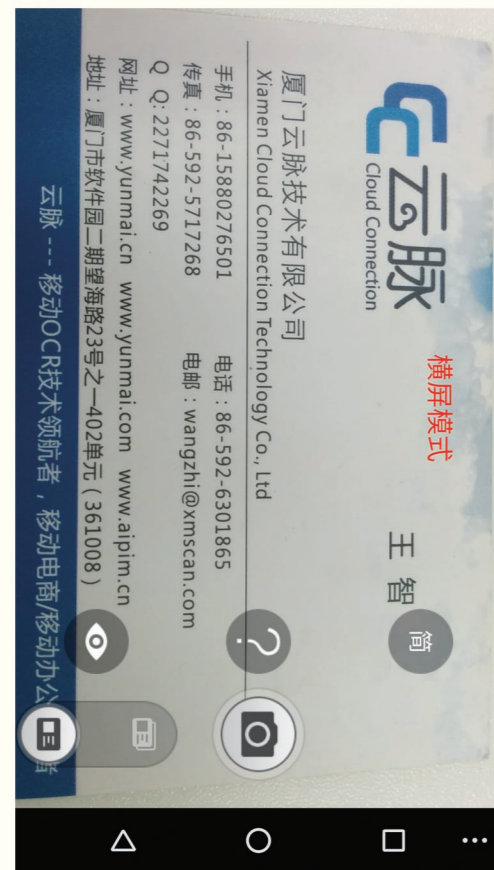 云脉
Cloud Connection
横屏模式
王 智
简
厦门云脉技术有限公司
Xiamen Cloud Connection Technology Co., Ltd
手机：86-15880276501 电话：86-592-6301865
传真：86-592-5717268 电邮：wangzhi@xmscan.com
Q Q: 2271742269
网址：www.yunmai.cn www.yunmai.com www.aipim.cn
地址：厦门市软件园二期望海路23号之一402单元（361008）
云脉 --- 移动OCR技术领航者，移动电商/移动办公